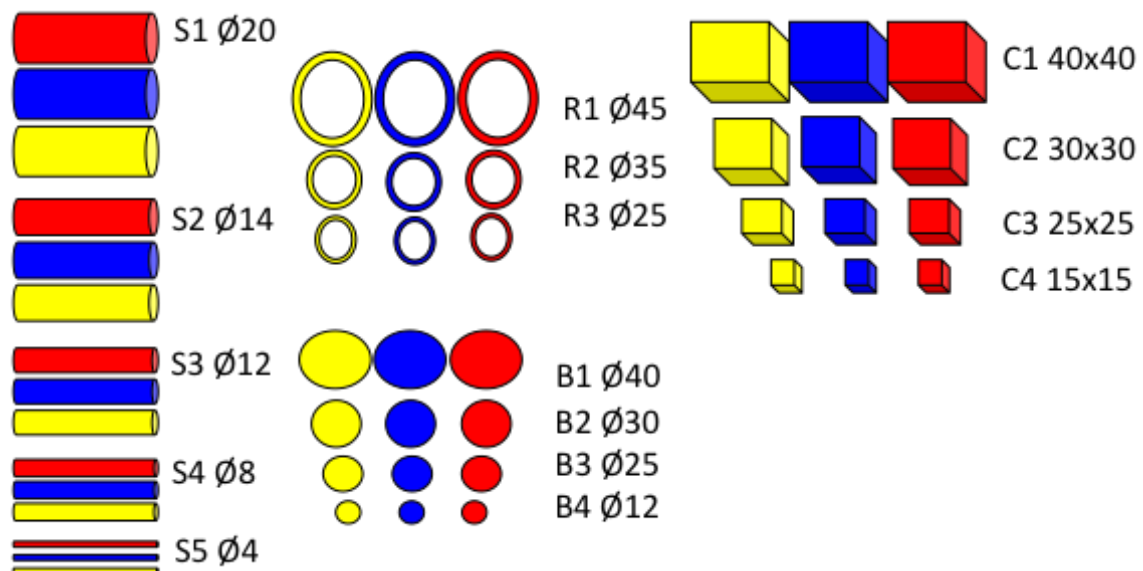 S1 Ø20
S2 Ø14
S3 Ø12
S4 Ø8
S5 Ø4
R1 Ø45
R2 Ø35
R3 Ø25
B1 Ø40
B2 Ø30
B3 Ø25
B4 Ø12
C1 40x40
C2 30x30
C3 25x25
C4 15x15